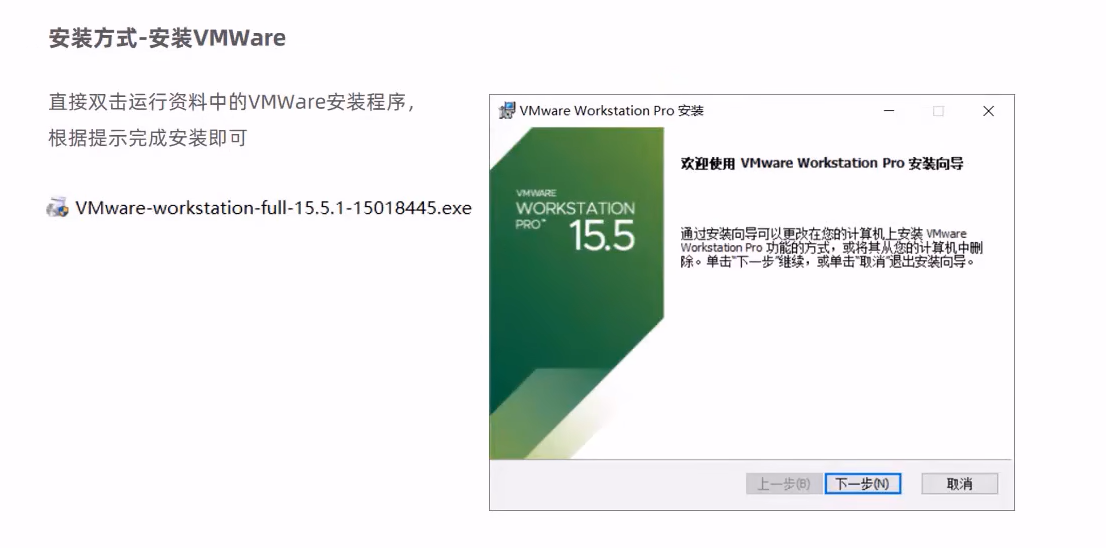 安装方式-安装VMWare
直接双击运行资料中的VMWare安装程序，
根据提示完成安装即可
VMware-workstation-full-15.5.1-15018445.exe
VMware Workstation Pro 安装
VMWARE
WORKSTATION
PRO™
15.5
欢迎使用 VMware Workstation Pro 安装向导
通过安装向导可以更改在您的计算机上安装 VMware
Workstation Pro 功能的方式，或将其从您的计算机中删
除。单击“下一步”继续，或单击“取消”退出安装向导。
上一步(B)
下一步(N)
取消